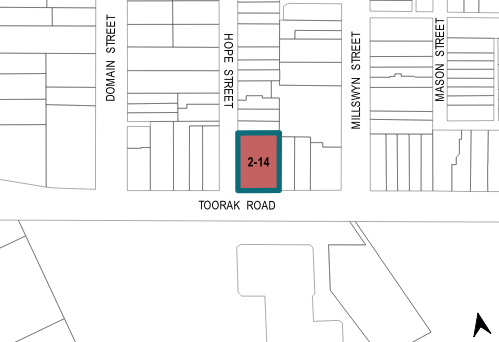 DOMAIN STREET
HOPE STREET
MILLSWYN STREET
MASON STREET
2-14
TOORAK ROAD